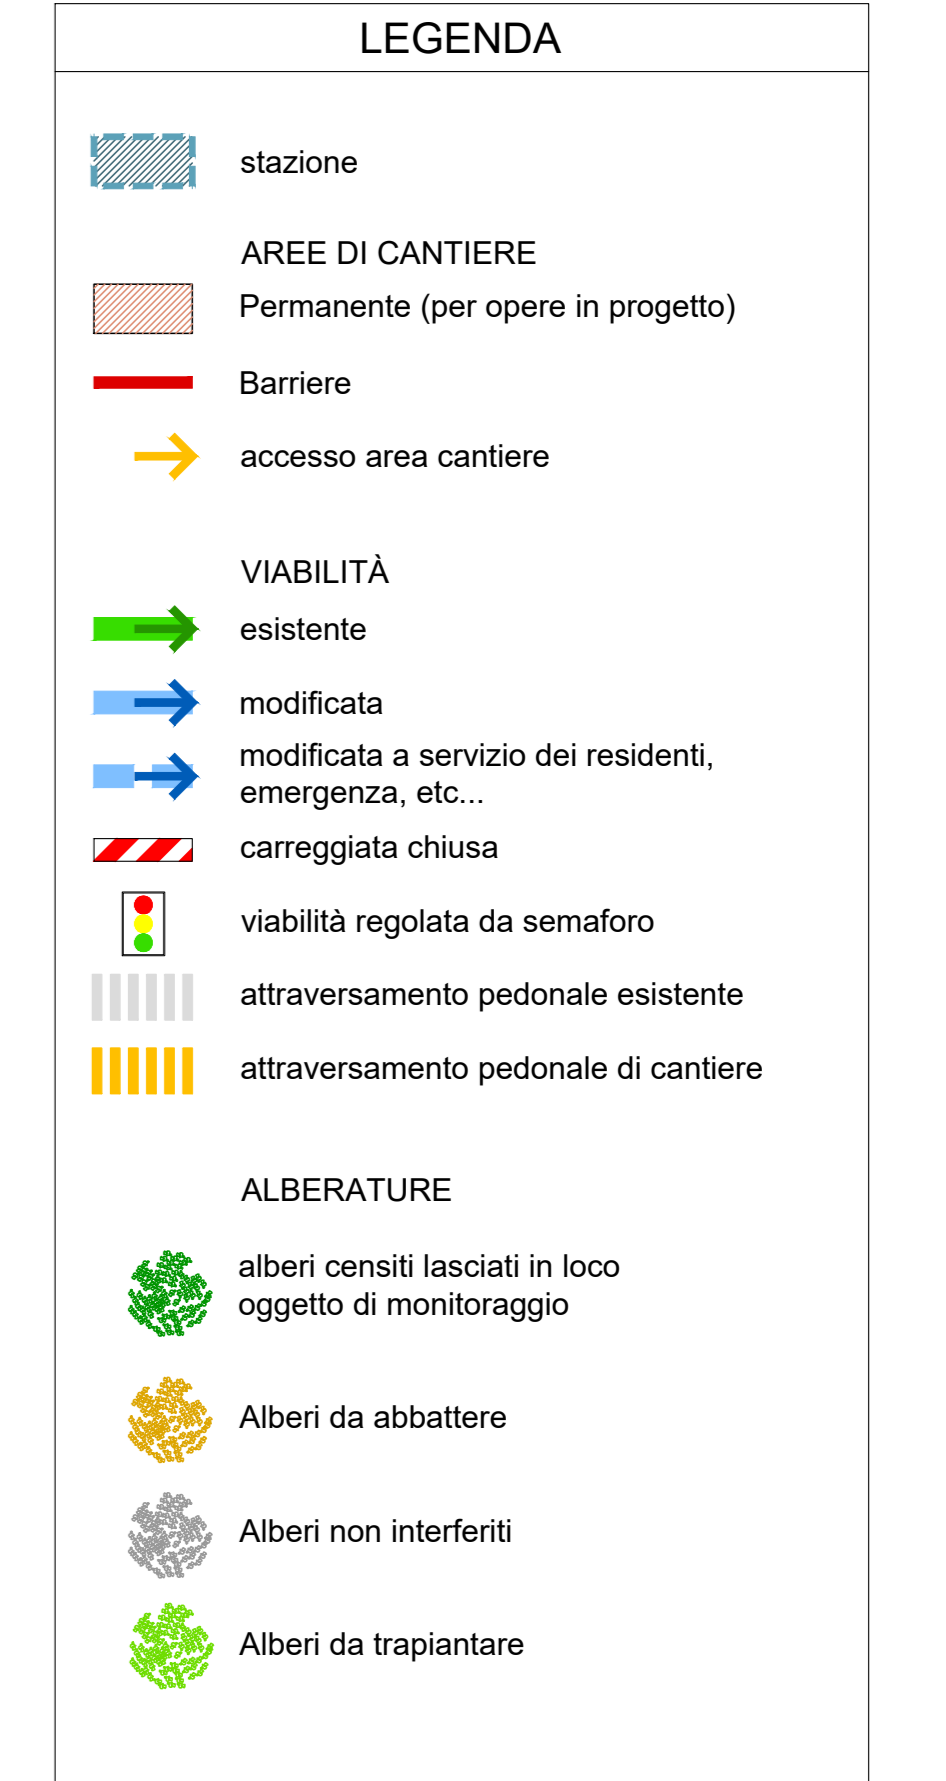 LEGENDA
stazione
AREE DI CANTIERE
Permanente (per opere in progetto)
Barriere
accesso area cantiere
VIABILITÀ
esistente
modificata
modificata a servizio dei residenti,
emergenza, etc...
carreggiata chiusa
viabilità regolata da semaforo
attraversamento pedonale esistente
attraversamento pedonale di cantiere
ALBERATURE
alberi censiti lasciati in loco
oggetto di monitoraggio
Alberi da abbattere
Alberi non interferiti
Alberi da trapiantare